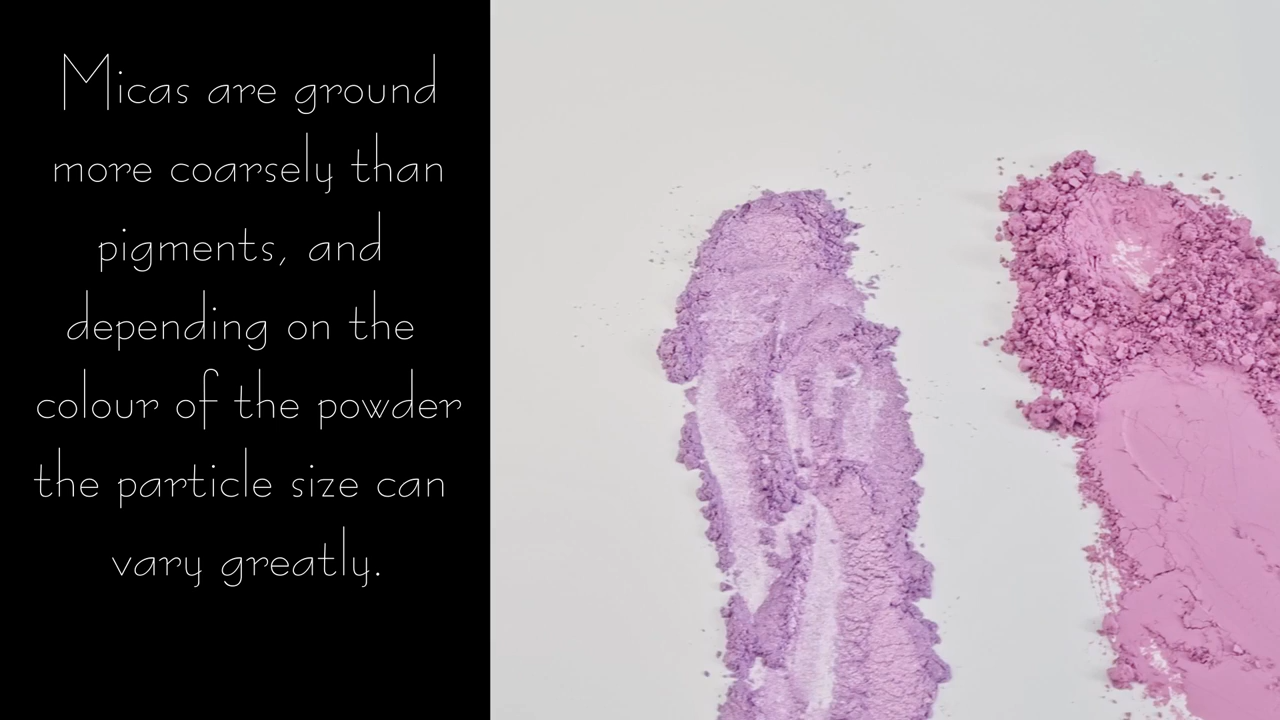 Micas are ground
more coarsely than
pigments, and
depending on the
colour of the powder
the particle size can
vary greatly.